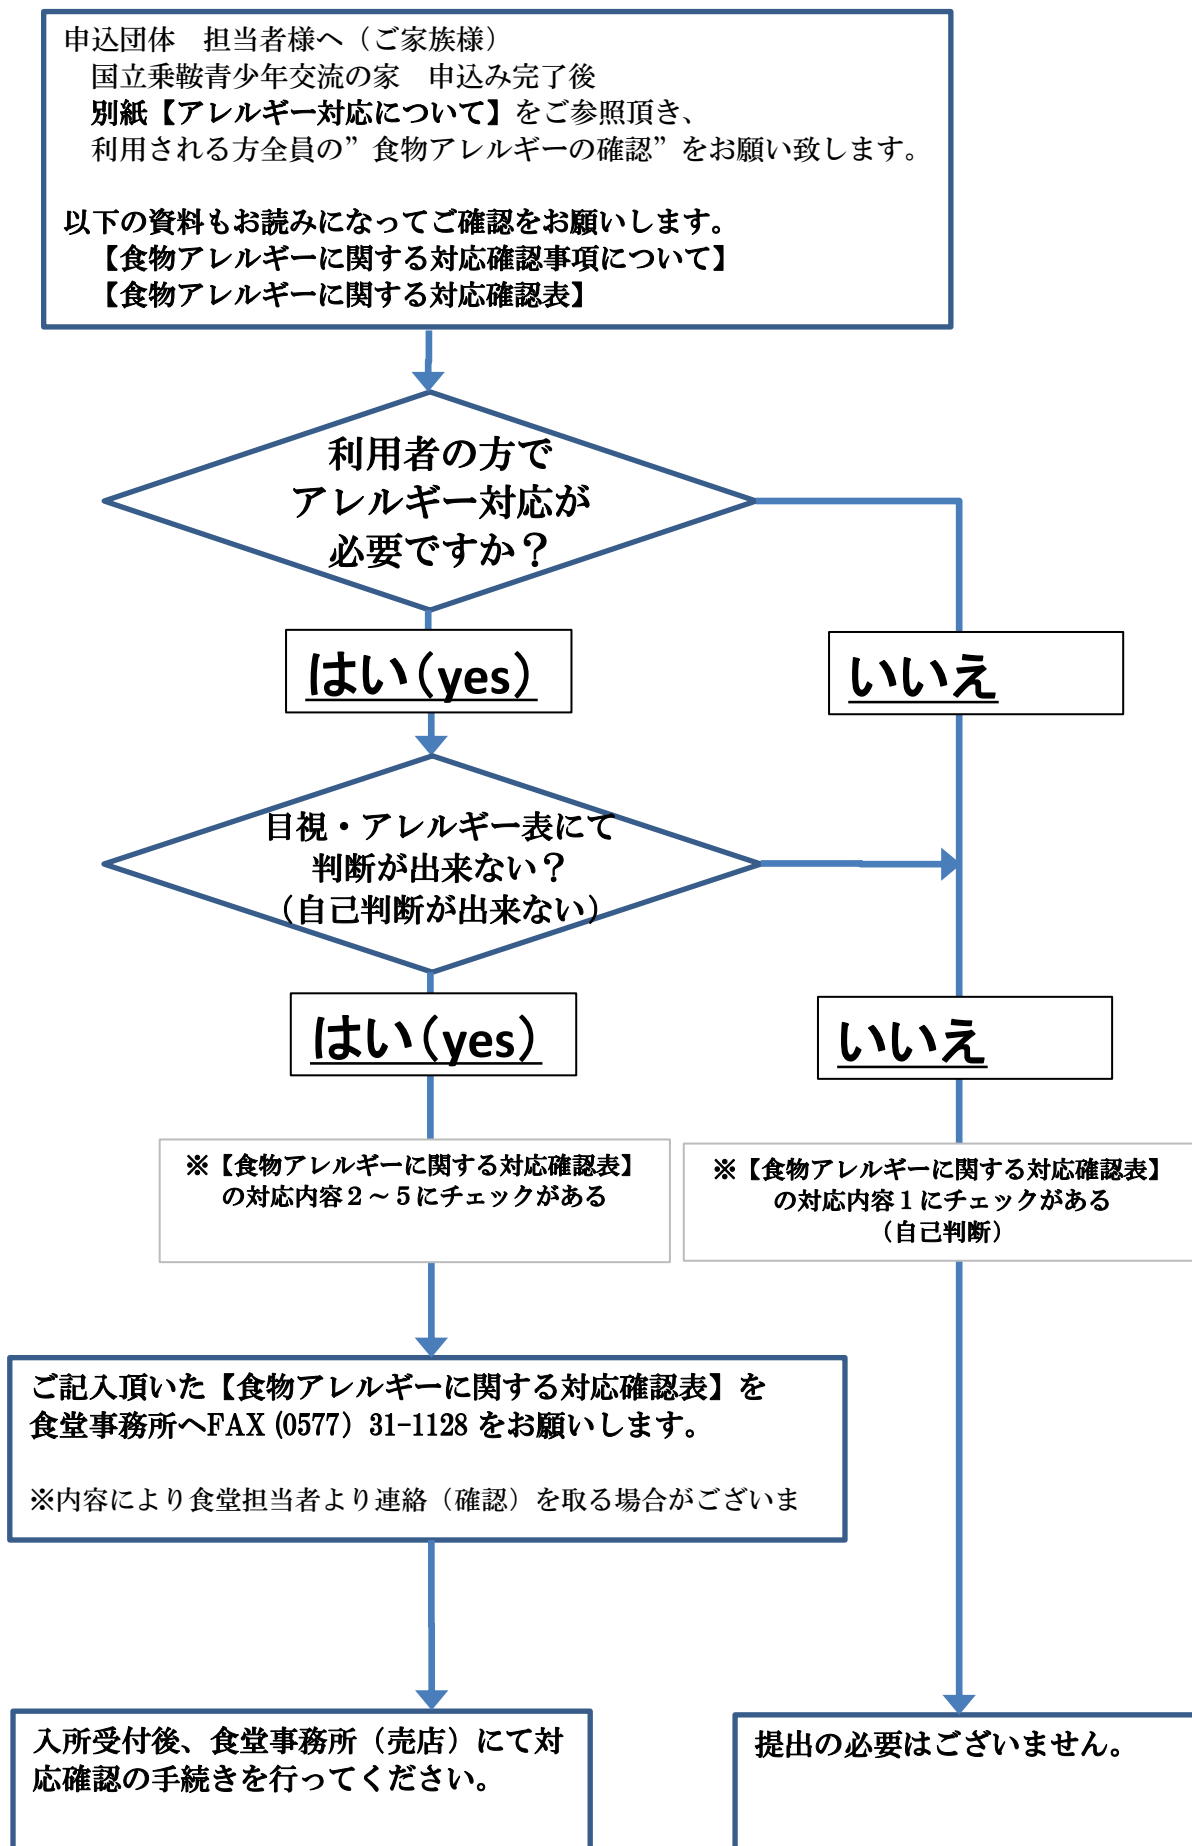 申込団体　担当者様へ（ご家族様）
国立乗鞍青少年交流の家　申込み完了後
別紙【アレルギー対応について】をご参照頂き、
利用される方全員の”食物アレルギーの確認”をお願い致します。
以下の資料もお読みになってご確認をお願いします。
【食物アレルギーに関する対応確認事項について】
【食物アレルギーに関する対応確認表】
利用者の方で
アレルギー対応が
必要ですか？
はい（yes）
いいえ
目視・アレルギー表にて
判断が出来ない？
（自己判断が出来ない）
はい（yes）
いいえ
※【食物アレルギーに関する対応確認表】
の対応内容２～５にチェックがある
※【食物アレルギーに関する対応確認表】
の対応内容１にチェックがある
（自己判断）
ご記入頂いた【食物アレルギーに関する対応確認表】を
食堂事務所へFAX (0577）31-1128 をお願いします。
※内容により食堂担当者より連絡（確認）を取る場合がございま
入所受付後、食堂事務所（売店）にて対
応確認の手続きを行ってください。
提出の必要はございません。